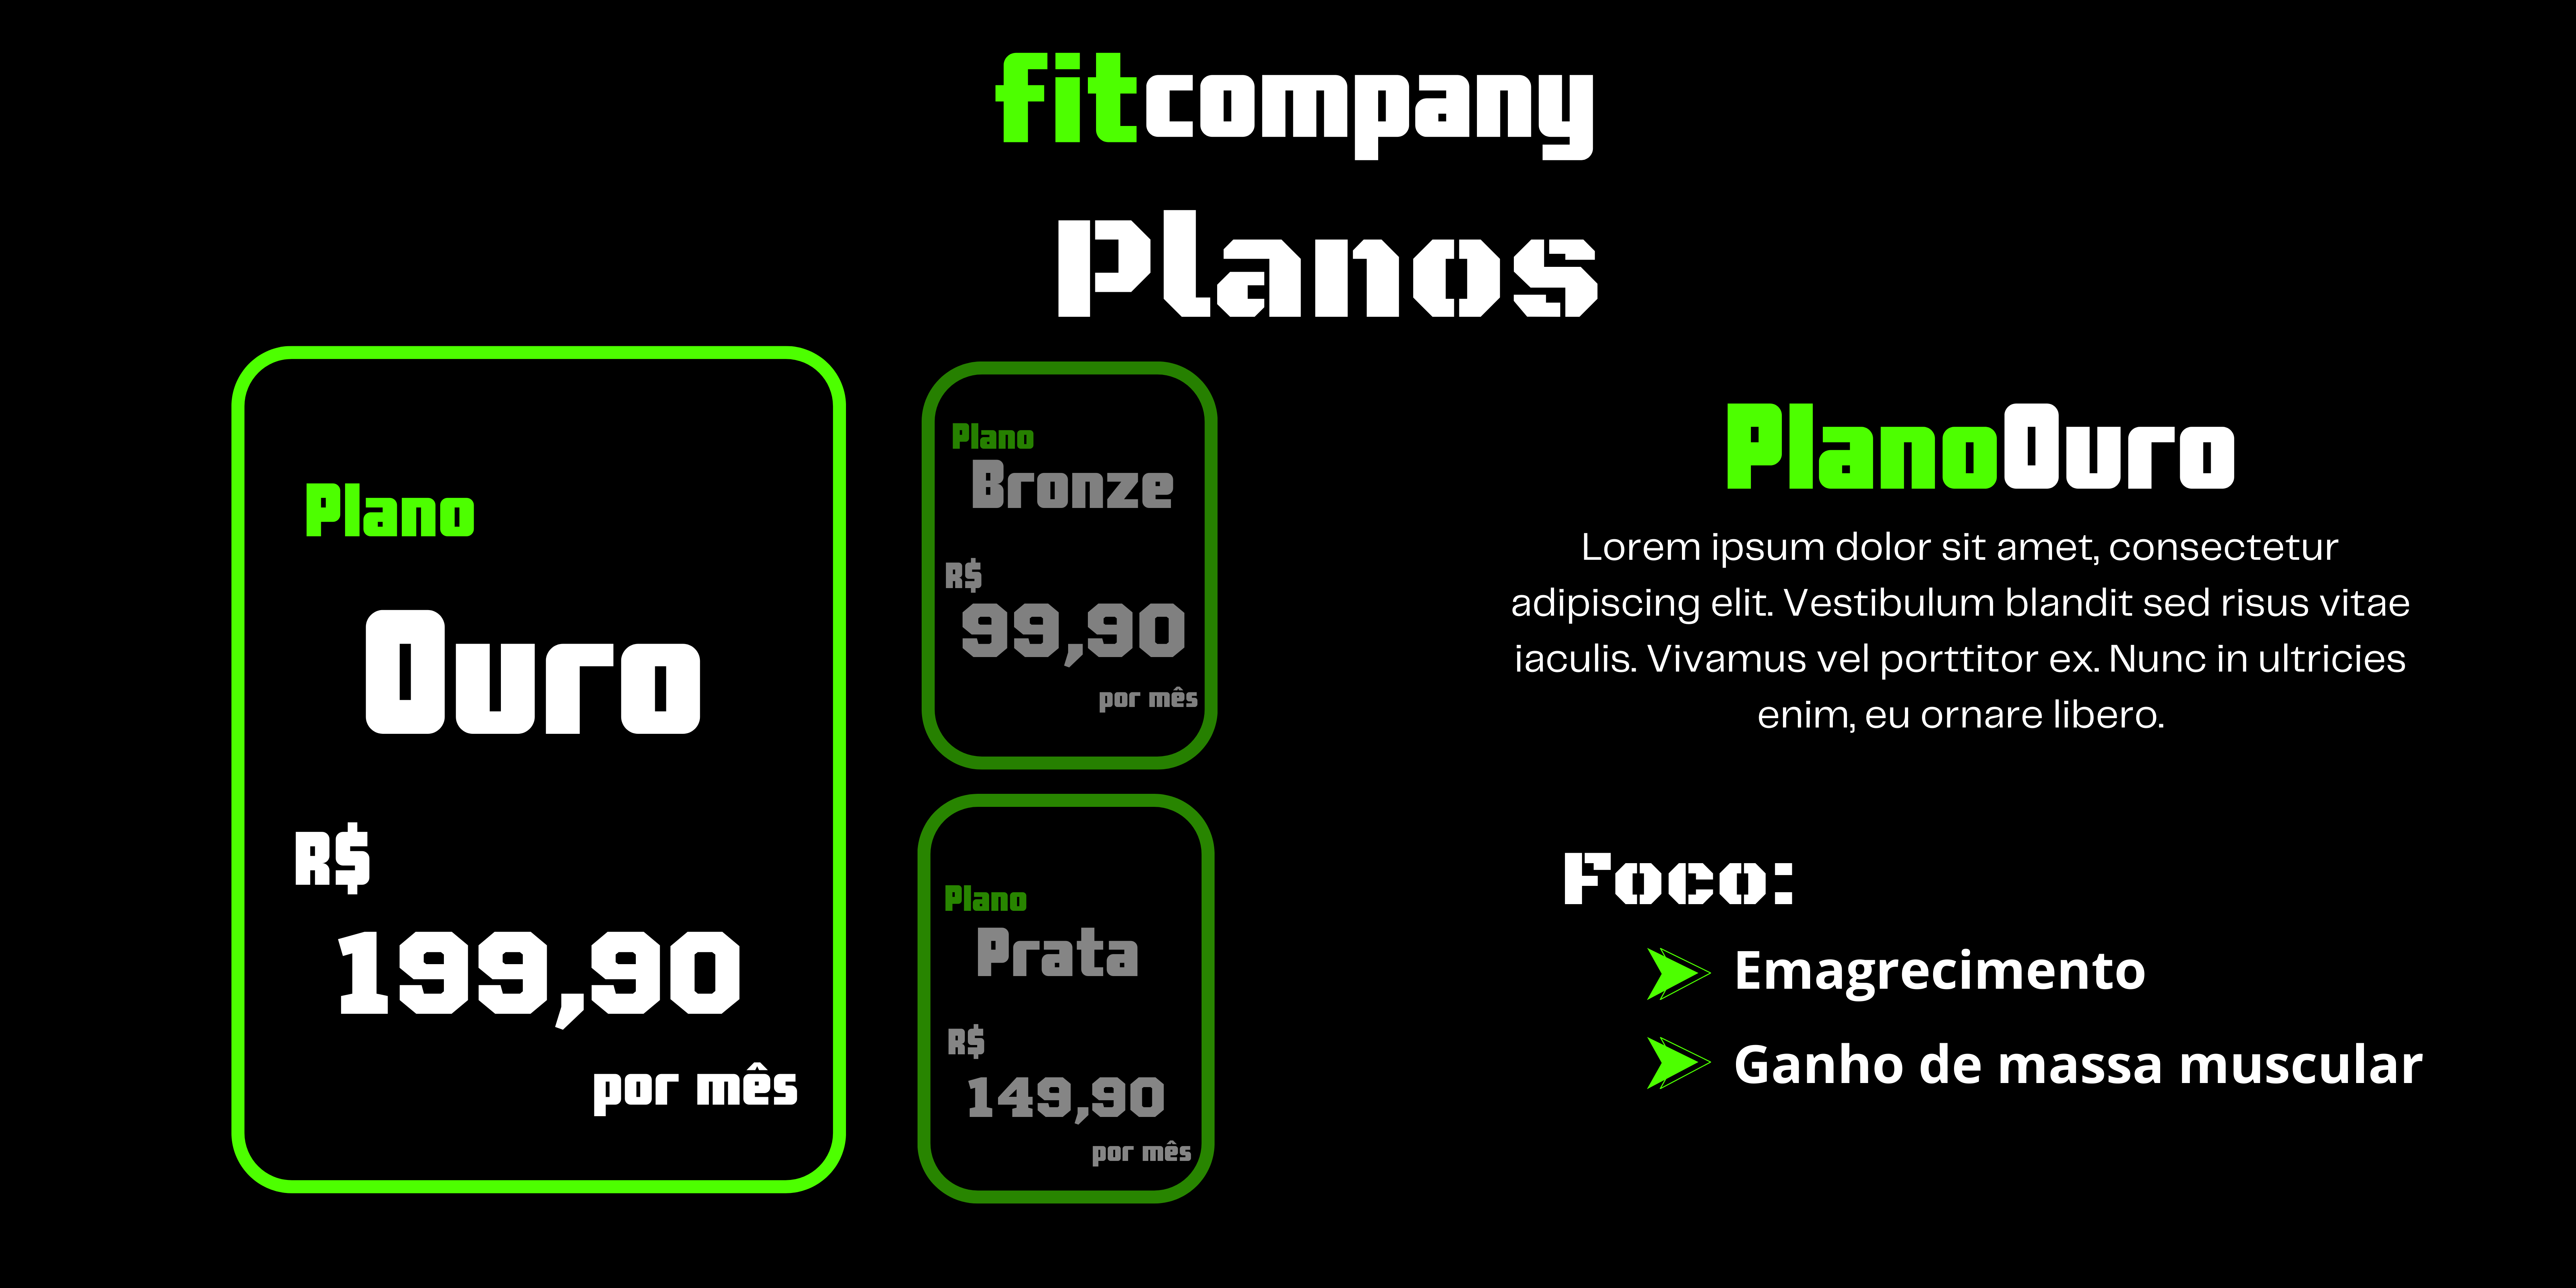 fitcompany
Planos
Plano
Ouro
R$
199,90
por mês
Plano
Bronze
R$
99,90
por mês
Plano
Prata
R$
149,90
por mês
PlanoOuro
Lorem ipsum dolor sit amet, consectetur
adipiscing elit. Vestibulum blandit sed risus vitae
iaculis. Vivamus vel porttitor ex. Nunc in ultricies
enim, eu ornare libero.
Foco:
Emagrecimento
Ganho de massa muscular